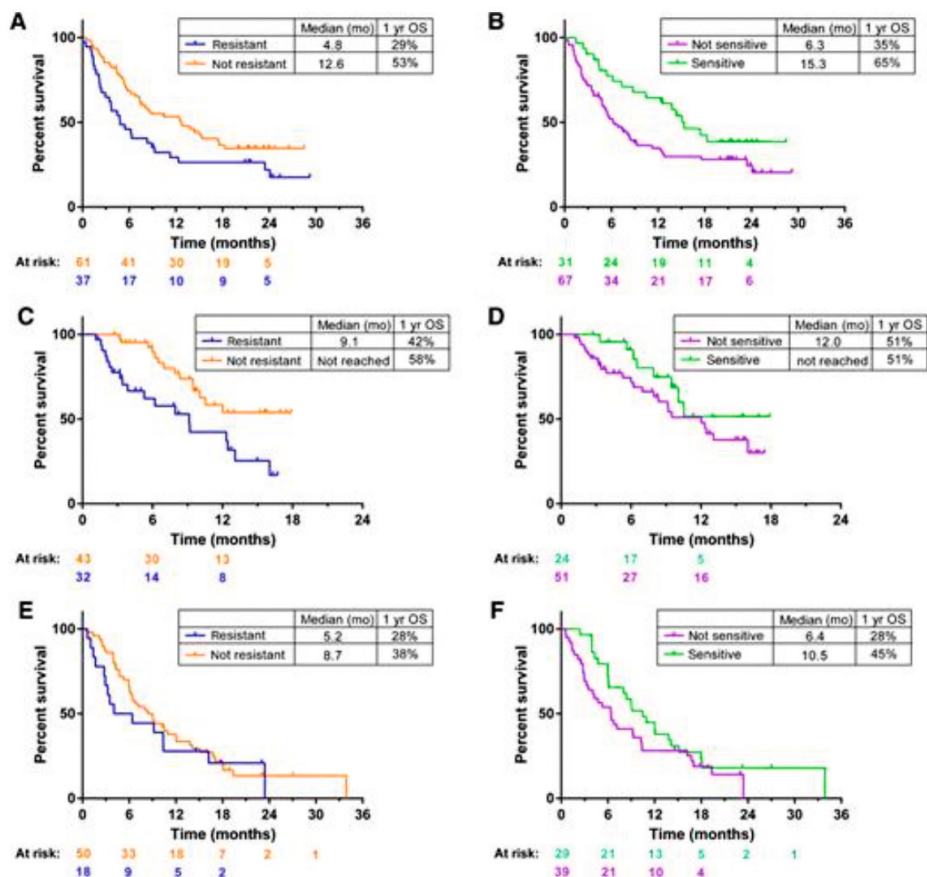 A
Median (mo) 1 yr OS
Resistant 4.8 29%
Not resistant 12.6 53%
Percent survival
100
50
0
0 6 12 18 24 30 36
Time (months)
At risk: 61 41 30 19 5
37 17 10 9 5
B
Median (mo) 1 yr OS
Not sensitive 6.3 35%
Sensitive 15.3 65%
Percent survival
100
50
0
0 6 12 18 24 30 36
Time (months)
At risk: 31 24 19 11 4
67 34 21 17 6
C
Median (mo) 1 yr OS
Resistant 9.1 42%
Not resistant Not reached 58%
Percent survival
100
50
0
0 6 12 18 24
Time (months)
At risk: 43 30 13
32 14 8
D
Median (mo) 1 yr OS
Not sensitive 12.0 51%
Sensitive not reached 51%
Percent survival
100
50
0
0 6 12 18 24
Time (months)
At risk: 24 17 5
51 27 16
E
Median (mo) 1 yr OS
Resistant 5.2 28%
Not resistant 8.7 38%
Percent survival
100
50
0
0 6 12 18 24 30 36
Time (months)
At risk: 50 33 18 7 2 1
18 9 5 2
F
Median (mo) 1 yr OS
Not sensitive 6.4 28%
Sensitive 10.5 45%
Percent survival
100
50
0
0 6 12 18 24 30 36
Time (months)
At risk: 29 21 13 5 2 1
39 21 10 4